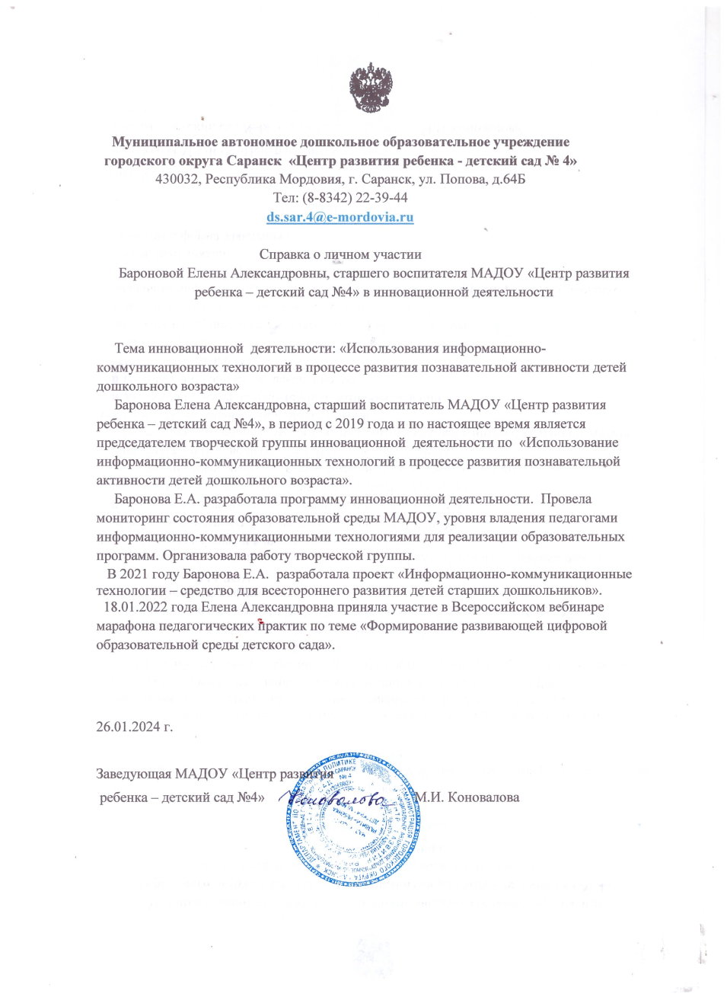 Муниципальное автономное дошкольное образовательное учреждение
городского округа Саранск «Центр развития ребенка - детский сад № 4»
430032, Республика Мордовия, г. Саранск, ул. Попова, д.64Б
Тел: (8-8342) 22-39-44
ds.sar.4@e-mordovia.ru
Справка о личном участии
Бароновой Елены Александровны, старшего воспитателя МАДОУ «Центр развития
ребенка – детский сад №4» в инновационной деятельности
Тема инновационной деятельности: «Использования информационно-
коммуникационных технологий в процессе развития познавательной активности детей
дошкольного возраста»
Баронова Елена Александровна, старший воспитатель МАДОУ «Центр развития
ребенка – детский сад №4», в период с 2019 года и по настоящее время является
председателем творческой группы инновационной деятельности по «Использование
информационно-коммуникационных технологий в процессе развития познавательной
активности детей дошкольного возраста».
Баронова Е.А. разработала программу инновационной деятельности. Провела
мониторинг состояния образовательной среды МАДОУ, уровня владения педагогами
информационно-коммуникационными технологиями для реализации образовательных
программ. Организовала работу творческой группы.
В 2021 году Баронова Е.А. разработала проект «Информационно-коммуникационные
технологии – средство для всестороннего развития детей старших дошкольников».
18.01.2022 года Елена Александровна приняла участие в Всероссийском вебинаре
марафона педагогических практик по теме «Формирование развивающей цифровой
образовательной среды детского сада».
26.01.2024 г.
Заведующая МАДОУ «Центр развития
ребенка – детский сад №4» Коновалова М.И. Коновалова